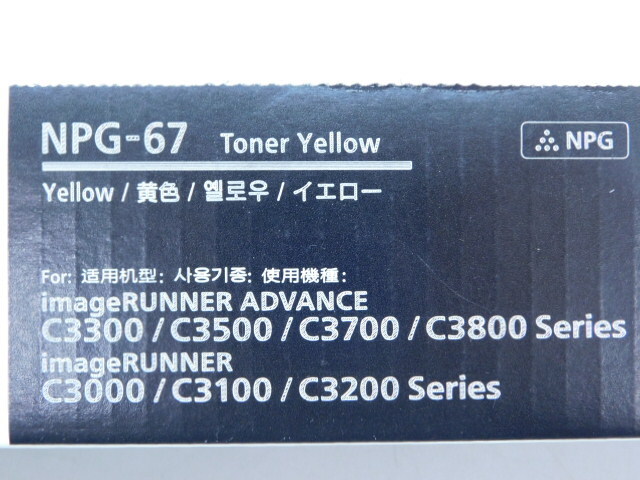 NPG-67 Toner Yellow
NPG
Yellow / 黄色 / 옐로우 / イエロー
For: 适用机型: 사용기종: 使用機種:
imageRUNNER ADVANCE
C3300 / C3500 / C3700 / C3800 Series
imageRUNNER
C3000 / C3100 / C3200 Series